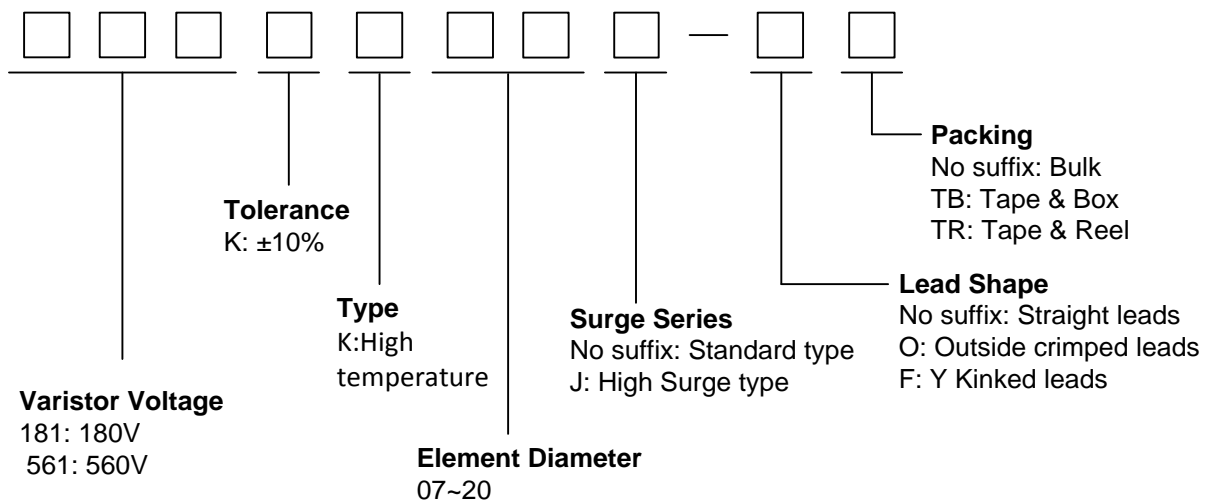 Packing
No suffix: Bulk
TB: Tape & Box
TR: Tape & Reel
Tolerance
K: ±10%
Lead Shape
No suffix: Straight leads
O: Outside crimped leads
F: Y Kinked leads
Type
K:High
temperature
Surge Series
No suffix: Standard type
J: High Surge type
Varistor Voltage
181: 180V
561: 560V
Element Diameter
07~20